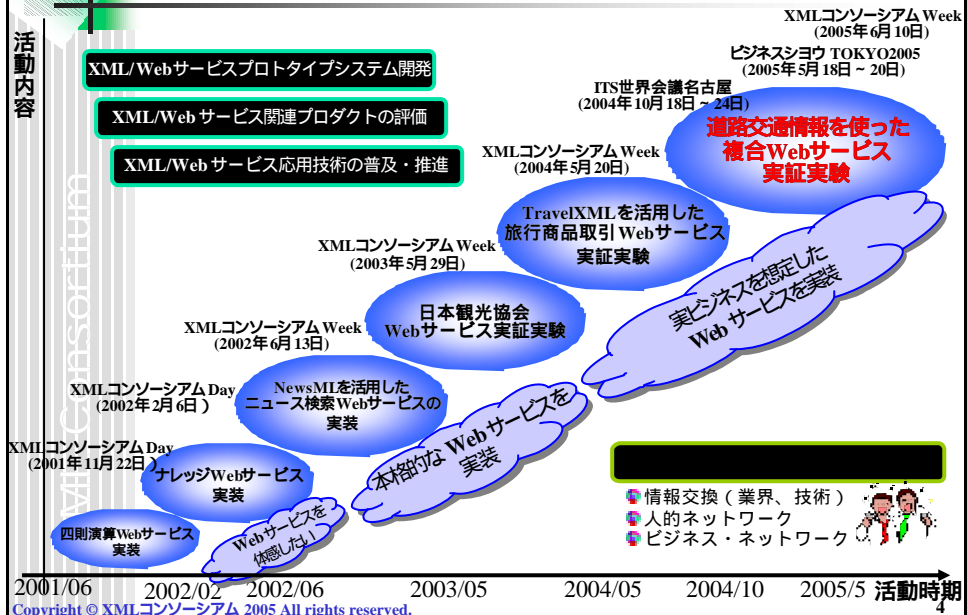 XMLコンソーシアム Week
(2005年6月10日)
ビジネスショウ TOKYO2005
(2005年5月18日~20日)
ITS世界会議名古屋
(2004年10月18日~24日)
道路交通情報を使った
複合Webサービス
実証実験
活動内容
XML/Webサービスプロトタイプシステム開発
XML/Web サービス関連プロダクトの評価
XML/Web サービス応用技術の普及・推進
XMLコンソーシアム Week
(2004年5月20日)
TravelXMLを活用した
旅行商品取引 Webサービス
実証実験
XMLコンソーシアム Week
(2003年5月29日)
日本観光協会
Webサービス実証実験
実ビジネスを想定した
Web サービスを実装
XMLコンソーシアム Week
(2002年6月13日)
NewsMLを活用した
ニュース検索Webサービスの
実装
XMLコンソーシアム Day
(2002年2月6日)
本格的な Web サービスを
実装
XMLコンソーシアム Day
(2001年11月22日)
ナレッジWebサービス
実装
四則演算Webサービス
実装
Webサービスを
体感したい
情報交換(業界、技術)
人的ネットワーク
ビジネス・ネットワーク
2001/06
2002/02
2002/06
2003/05
2004/05
2004/10
2005/5
活動時期
Copyright © XMLコンソーシアム 2005 All rights reserved.
4